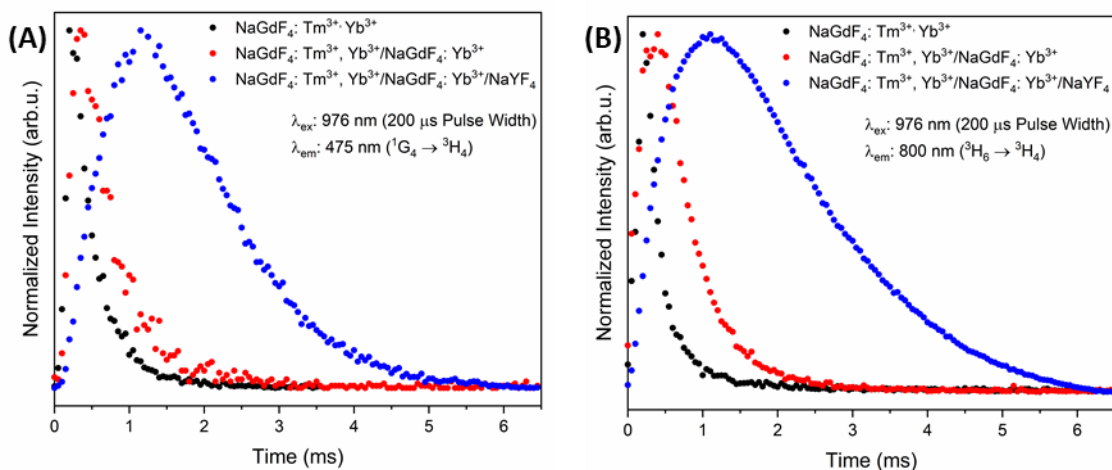 (A)
NaGdF₄: Tm³⁺, Yb³⁺
NaGdF₄: Tm³⁺, Yb³⁺/NaGdF₄: Yb³⁺
NaGdF₄: Tm³⁺, Yb³⁺/NaGdF₄: Yb³⁺/NaYF₄
λex: 976 nm (200 μs Pulse Width)
λem: 475 nm (¹G₄ → ³H₄)
Normalized Intensity (arb.u.)
0 1 2 3 4 5 6
Time (ms)
(B)
NaGdF₄: Tm³⁺, Yb³⁺
NaGdF₄: Tm³⁺, Yb³⁺/NaGdF₄: Yb³⁺
NaGdF₄: Tm³⁺, Yb³⁺/NaGdF₄: Yb³⁺/NaYF₄
λex: 976 nm (200 μs Pulse Width)
λem: 800 nm (³H₆ → ³H₄)
Normalized Intensity (arb.u.)
0 1 2 3 4 5 6
Time (ms)